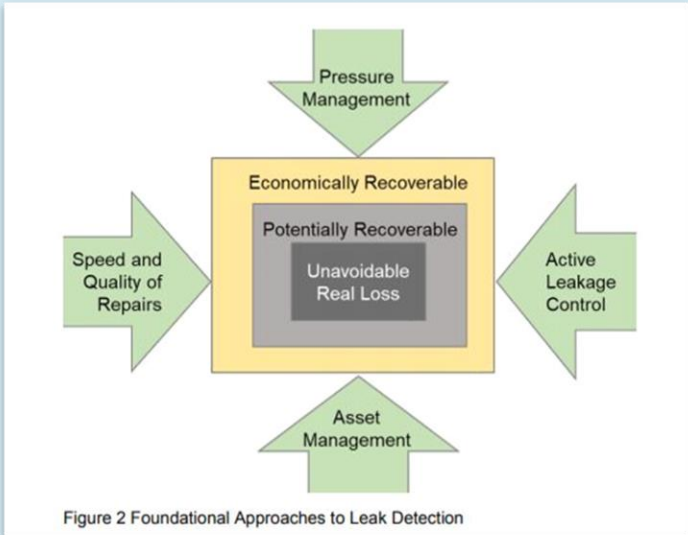 Pressure
Management
Economically Recoverable
Potentially Recoverable
Unavoidable
Real Loss
Speed and
Quality of
Repairs
Active
Leakage
Control
Asset
Management
Figure 2 Foundational Approaches to Leak Detection